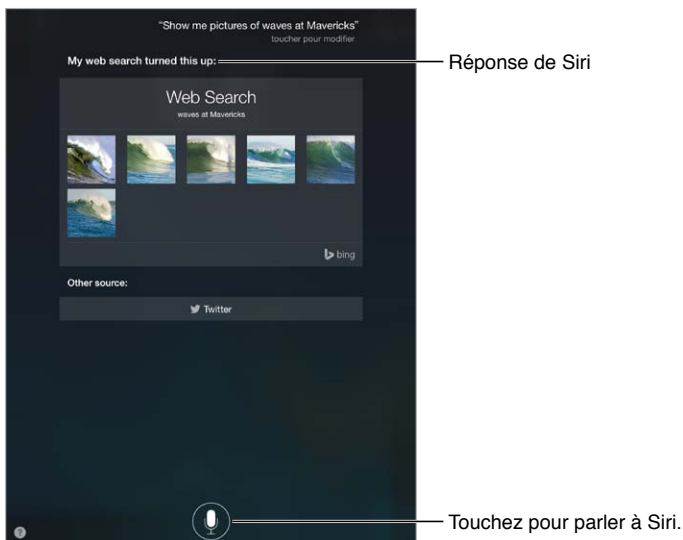 “Show me pictures of waves at Mavericks”
toucher pour modifier
My web search turned this up:
Réponse de Siri
Web Search
waves at Mavericks
bing
Other source:
Twitter
?
Touchez pour parler à Siri.